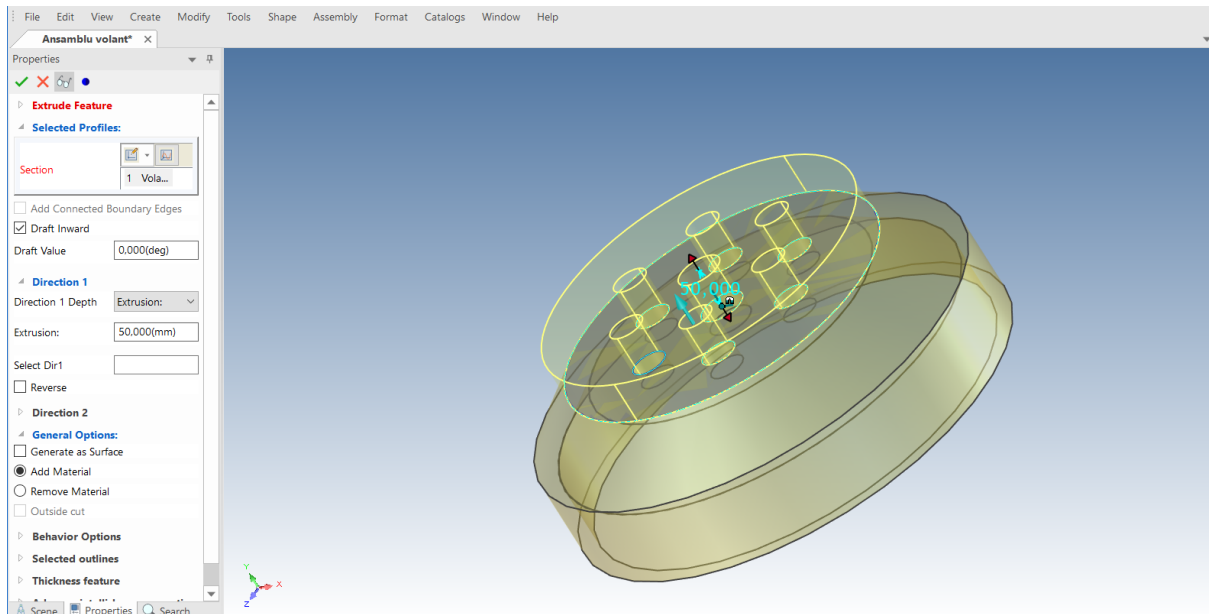 File Edit View Create Modify Tools Shape Assembly Format Catalogs Window Help
Ansamblu volant*
Properties
Extrude Feature
Selected Profiles:
Section
1 Vola...
Add Connected Boundary Edges
Draft Inward
Draft Value 0.000(deg)
Direction 1
Direction 1 Depth Extrusion:
Extrusion: 50.000(mm)
Select Dir1
Reverse
Direction 2
General Options:
Generate as Surface
Add Material
Remove Material
Outside cut
Behavior Options
Selected outlines
Thickness feature
Scene Properties Search
50,000
Y
X
Z